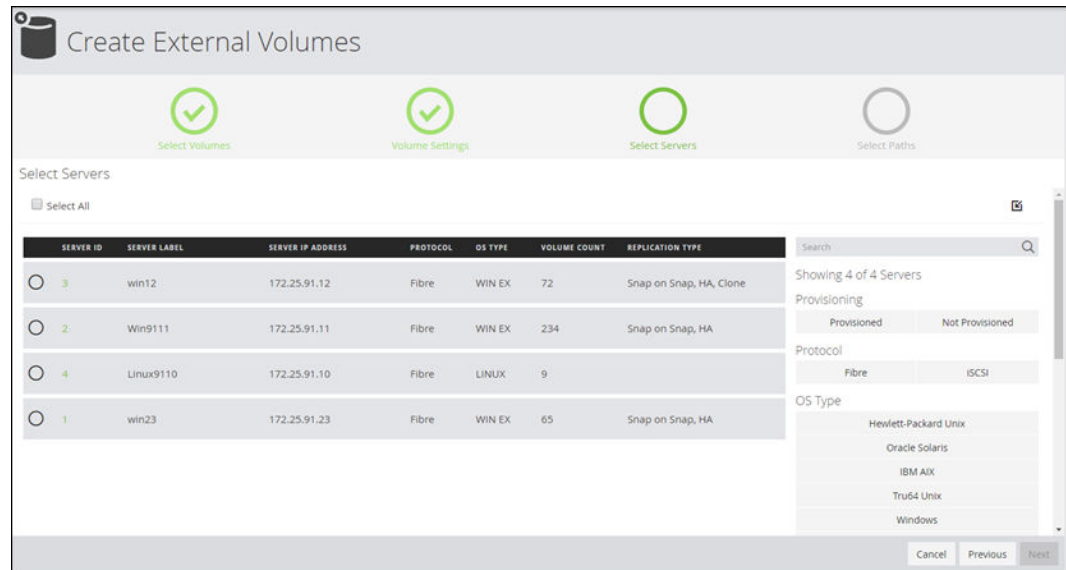 Create External Volumes
Select Volumes
Volume Settings
Select Servers
Select Paths
Select Servers
Select All
SERVER ID SERVER LABEL SERVER IP ADDRESS PROTOCOL OS TYPE VOLUME COUNT REPLICATION TYPE
3 win12 172.25.91.12 Fibre WIN EX 72 Snap on Snap, HA, Clone
2 Win9111 172.25.91.11 Fibre WIN EX 234 Snap on Snap, HA
4 Linux9110 172.25.91.10 Fibre LINUX 9
1 win23 172.25.91.23 Fibre WIN EX 65 Snap on Snap, HA
Search
Showing 4 of 4 Servers
Provisioning
Provisioned Not Provisioned
Protocol
Fibre iSCSI
OS Type
Hewlett-Packard Unix
Oracle Solaris
IBM AIX
Tru64 Unix
Windows
Cancel Previous Next